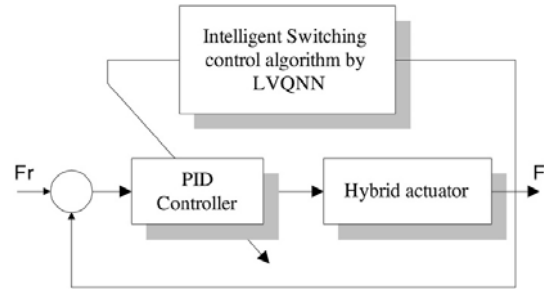 Intelligent Switching
control algorithm by
LVQNN
Fr
PID
Controller
Hybrid actuator
F